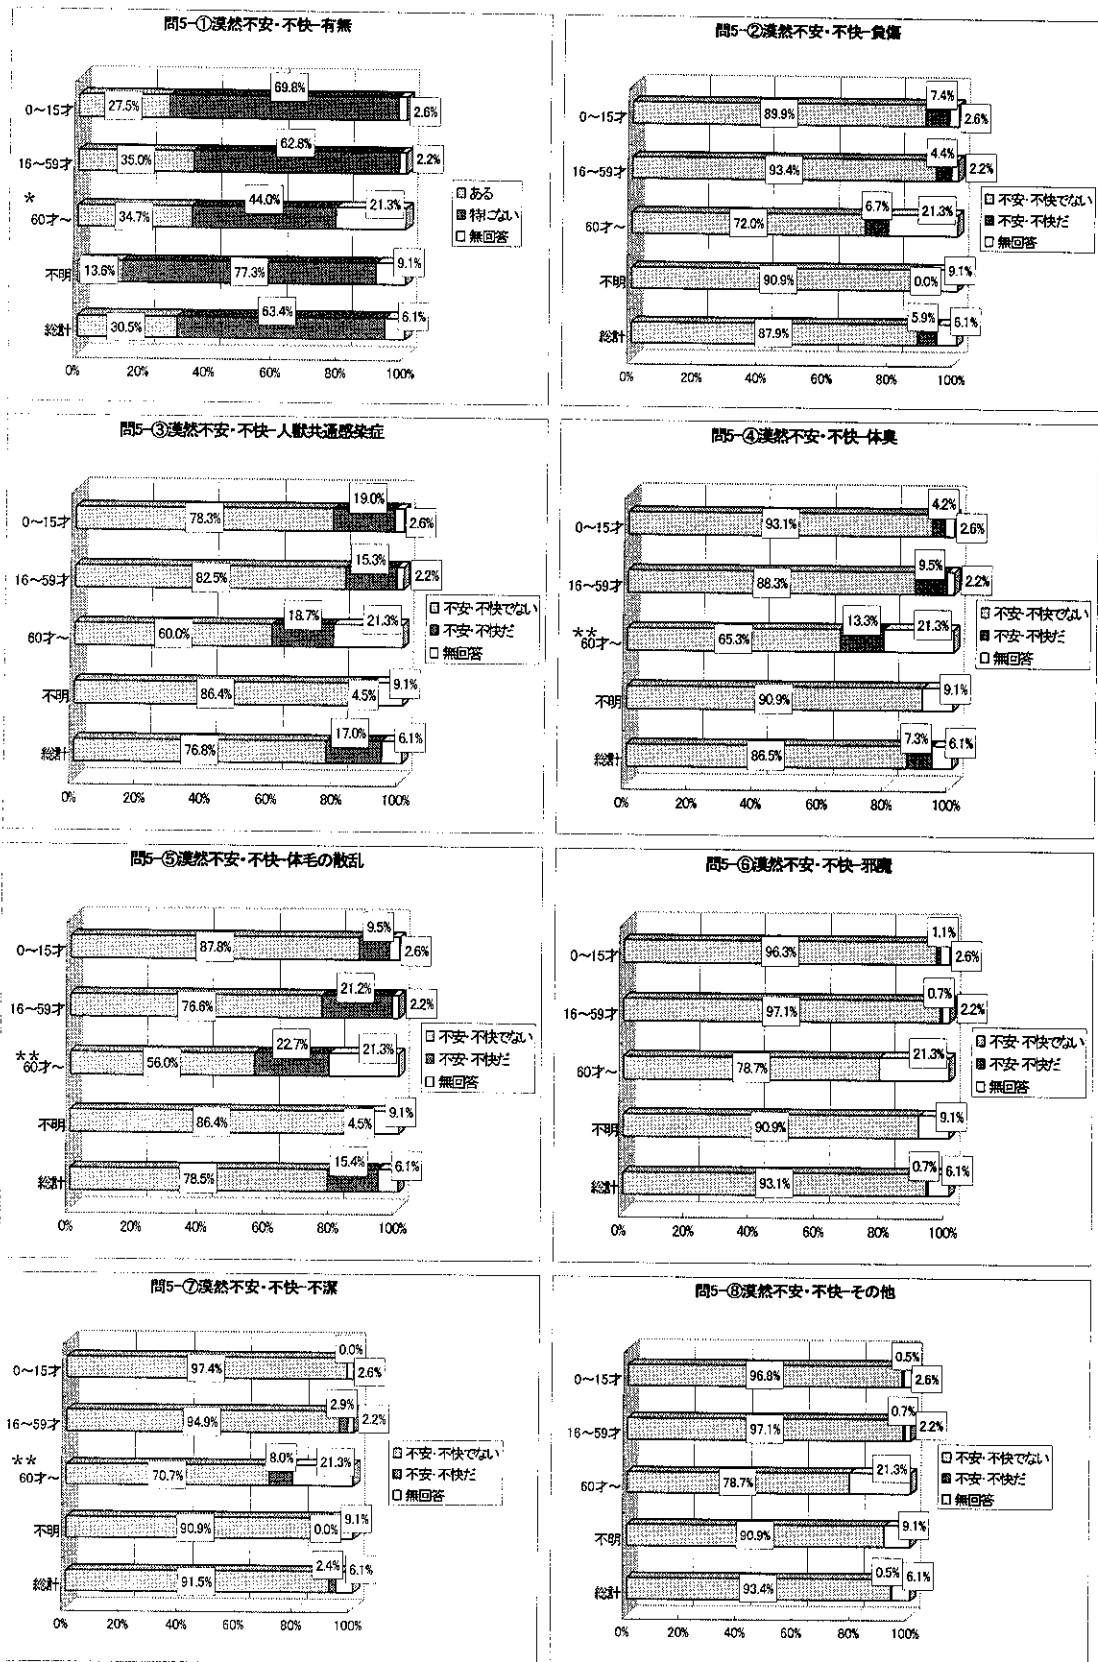 問5-①漠然不安・不快-有無
0～15才 27.5% 69.8% 2.6%
16～59才 35.0% 62.8% 2.2%
*
60才～ 34.7% 44.0% 21.3%
不明 13.6% 77.3% 9.1%
総計 30.5% 63.4% 6.1%
0% 20% 40% 60% 80% 100%
ある
特にない
無回答
問5-②漠然不安・不快-負傷
0～15才 89.9% 7.4% 2.6%
16～59才 93.4% 4.4% 2.2%
60才～ 72.0% 6.7% 21.3%
不明 90.9% 0.0% 9.1%
総計 87.9% 5.9% 6.1%
0% 20% 40% 60% 80% 100%
不安・不快でない
不安・不快だ
無回答
問5-③漠然不安・不快-人獣共通感染症
0～15才 78.3% 19.0% 2.6%
16～59才 82.5% 15.3% 2.2%
60才～ 60.0% 18.7% 21.3%
不明 86.4% 4.5% 9.1%
総計 76.8% 17.0% 6.1%
0% 20% 40% 60% 80% 100%
不安・不快でない
不安・不快だ
無回答
問5-④漠然不安・不快-体臭
0～15才 93.1% 4.2% 2.6%
16～59才 88.3% 9.5% 2.2%
**
60才～ 65.3% 13.3% 21.3%
不明 90.9% 9.1%
総計 86.5% 7.3% 6.1%
0% 20% 40% 60% 80% 100%
不安・不快でない
不安・不快だ
無回答
問5-⑤漠然不安・不快-体毛の散乱
0～15才 87.8% 9.5% 2.6%
16～59才 76.6% 21.2% 2.2%
**
60才～ 56.0% 22.7% 21.3%
不明 86.4% 4.5% 9.1%
総計 78.5% 15.4% 6.1%
0% 20% 40% 60% 80% 100%
不安・不快でない
不安・不快だ
無回答
問5-⑥漠然不安・不快-邪魔
0～15才 96.3% 1.1% 2.6%
16～59才 97.1% 0.7% 2.2%
60才～ 78.7% 21.3%
不明 90.9% 9.1%
総計 93.1% 0.7% 6.1%
0% 20% 40% 60% 80% 100%
不安・不快でない
不安・不快だ
無回答
問5-⑦漠然不安・不快-不潔
0～15才 97.4% 0.0% 2.6%
16～59才 94.9% 2.9% 2.2%
**
60才～ 70.7% 8.0% 21.3%
不明 90.9% 0.0% 9.1%
総計 91.5% 2.4% 6.1%
0% 20% 40% 60% 80% 100%
不安・不快でない
不安・不快だ
無回答
問5-⑧漠然不安・不快-その他
0～15才 96.8% 0.5% 2.6%
16～59才 97.1% 0.7% 2.2%
60才～ 78.7% 21.3%
不明 90.9% 9.1%
総計 93.4% 0.5% 6.1%
0% 20% 40% 60% 80% 100%
不安・不快でない
不安・不快だ
無回答